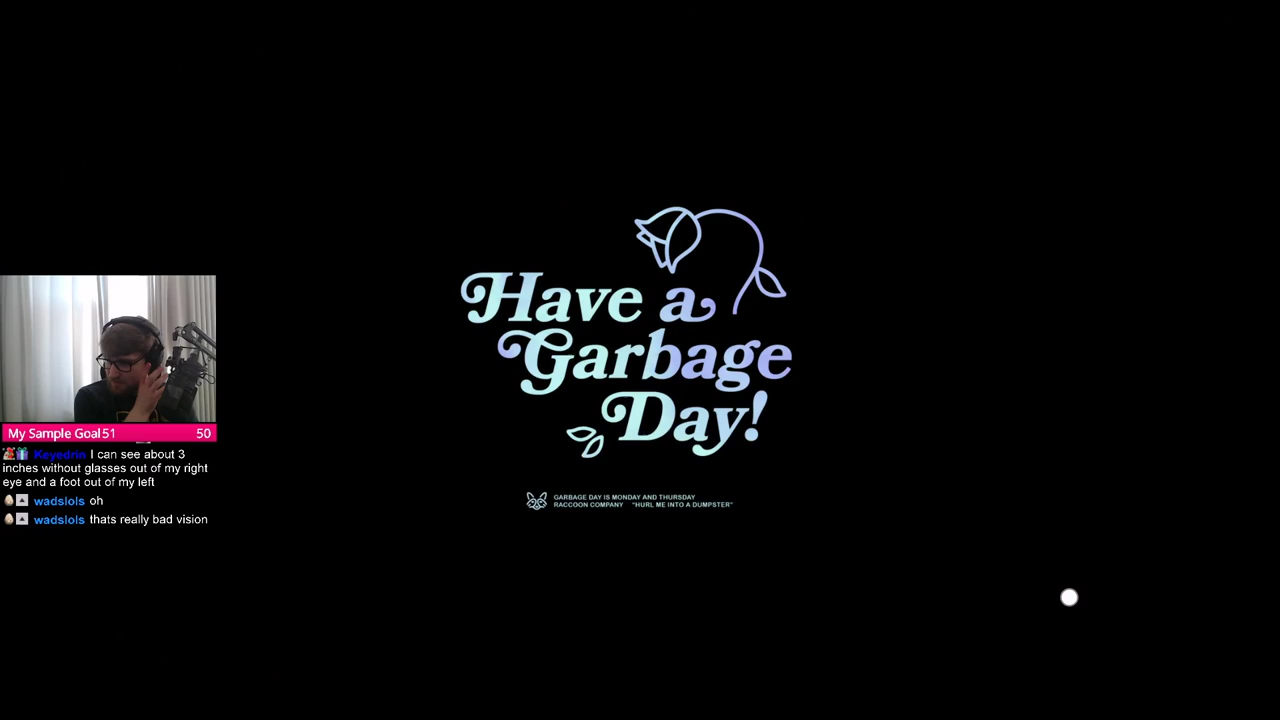 Have a
Garbage
Day!
GARBAGE DAY IS MONDAY AND THURSDAY
RACCOON COMPANY "HURL ME INTO A DUMPSTER"
My Sample Goal 51 50
Keyedrin I can see about 3
inches without glasses out of my right
eye and a foot out of my left
wadslols oh
wadslols thats really bad vision